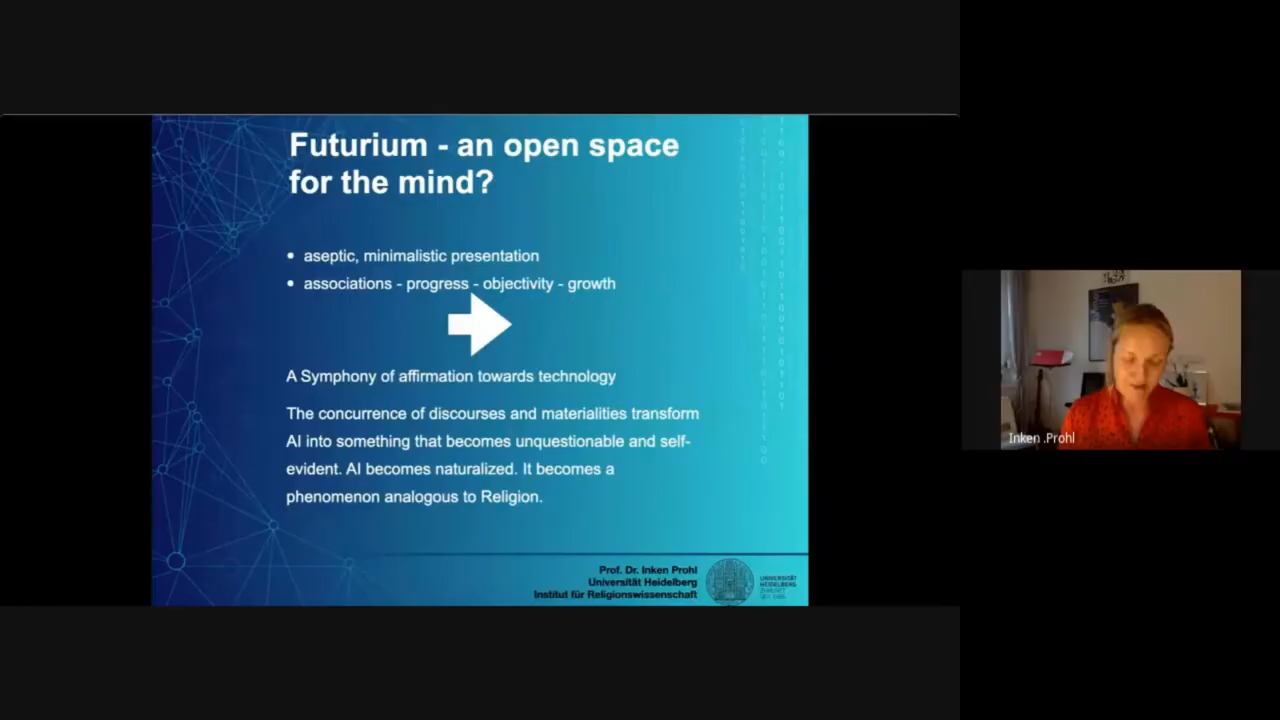 Futurium - an open space
for the mind?
• aseptic, minimalistic presentation
• associations - progress - objectivity - growth
A Symphony of affirmation towards technology
The concurrence of discourses and materialities transform
AI into something that becomes unquestionable and self-
evident. AI becomes naturalized. It becomes a
phenomenon analogous to Religion.
Prof. Dr. Inken Prohl
Universität Heidelberg
Institut für Religionswissenschaft
UNIVERSITÄT
HEIDELBERG
ZUKUNFT
SEIT 1386
Inken .Prohl